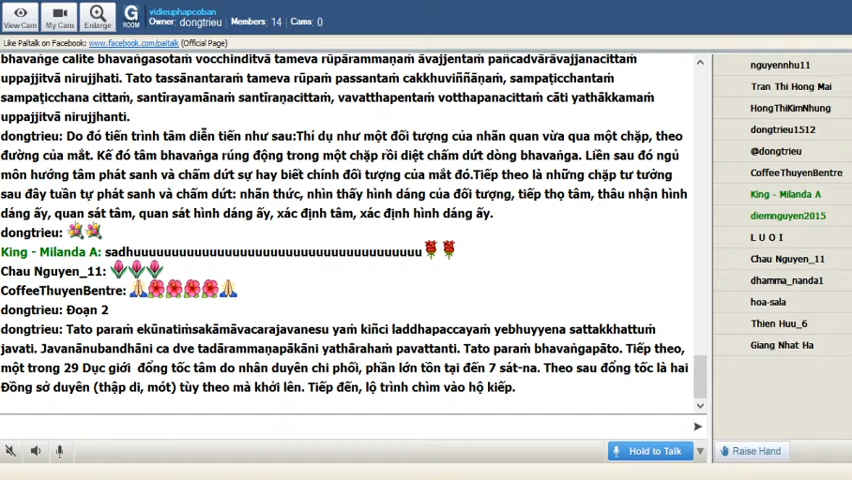 vidieuphapcoban
Owner: dongtrieu Members: 14 Cams: 0
View Cam My Cam Enlarge G ROOM
Like Paltalk on Facebook: www.facebook.com/paltalk (Official Page)
bhavaṅge calite bhavaṅgasotaṁ vocchinditvā tameva rūpārammaṇaṁ āvajjentaṁ pañcadvārāvajjanacittaṁ
uppajjitvā nirujjhati. Tato tassānantaraṁ tameva rūpaṁ passantaṁ cakkhuviññāṇaṁ, sampaṭicchantaṁ
sampaṭicchana cittaṁ, santīrayamānaṁ santīraṇacittaṁ, vavatthapentaṁ votthapanacittaṁ cāti yathākkamaṁ
uppajjitvā nirujjhanti.
dongtrieu: Do đó tiến trình tâm diễn tiến như sau:Thí dụ như một đối tượng của nhãn quan vừa qua một chặp, theo
đường của mắt. Kế đó tâm bhavaṅga rúng động trong một chặp rồi diệt chấm dứt dòng bhavaṅga. Liền sau đó ngủ
môn hướng tâm phát sanh và chấm dứt sự hay biết chính đối tượng của mắt đó.Tiếp theo là những chặp tư tưởng
sau đây tuần tự phát sanh và chấm dứt: nhãn thức, nhìn thấy hình dáng của đối tượng, tiếp thọ tâm, thâu nhận hình
dáng ấy, quan sát tâm, quan sát hình dáng ấy, xác định tâm, xác định hình dáng ấy.
dongtrieu:
King - Milanda A: sadhuuuuuuuuuuuuuuuuuuuuuuuuuuuuuuuuuuuuuu
Chau Nguyen_11:
CoffeeThuyenBentre:
dongtrieu: Đoạn 2
dongtrieu: Tato paraṁ ekūnatiṁsakāmāvacarajavanesu yaṁ kiñci laddhapaccayaṁ yebhuyyena sattakkhattuṁ
javati. Javanānubandhāni ca dve tadārammaṇapākāni yathārahaṁ pavattanti. Tato paraṁ bhavaṅgapāto. Tiếp theo,
một trong 29 Dục giới đổng tốc tâm do nhân duyên chi phối, phần lớn tồn tại đến 7 sát-na. Theo sau đổng tốc là hai
Đồng sở duyên (thập di, mót) tùy theo mà khởi lên. Tiếp đến, lộ trình chìm vào hộ kiếp.
Hold to Talk
nguyennhu11
Tran Thi Hong Mai
HongThiKimNhung
dongtrieu1512
@dongtrieu
CoffeeThuyenBentre
King - Milanda A
diemnguyen2015
L U O I
Chau Nguyen_11
dhamma_nanda1
hoa-sala
Thien Huu_6
Giang Nhat Ha
Raise Hand